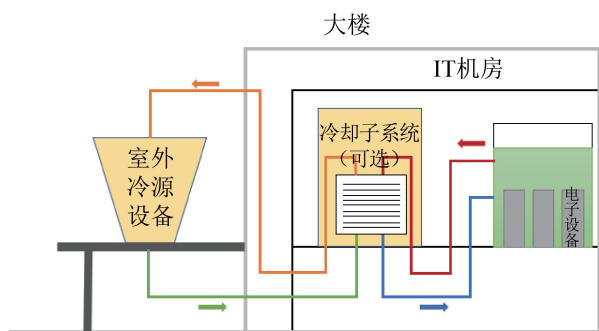 大楼
IT机房
冷却子系统
（可选）
室外
冷源
设备
电子设备